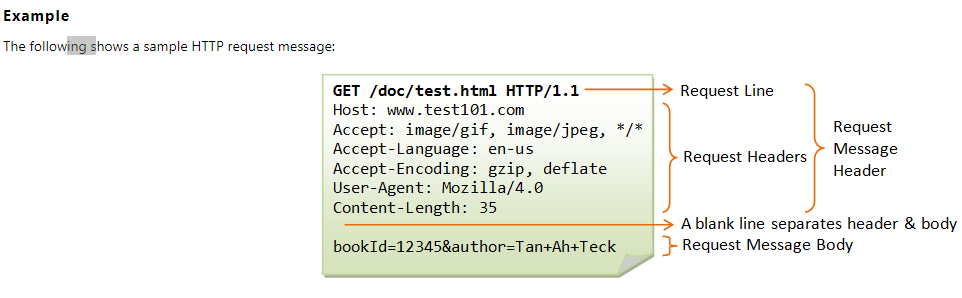 Example
The following shows a sample HTTP request message:
GET /doc/test.html HTTP/1.1
Request Line
Host: www.test101.com
Accept: image/gif, image/jpeg, */*
Accept-Language: en-us
Accept-Encoding: gzip, deflate
User-Agent: Mozilla/4.0
Content-Length: 35
Request Headers
Request
Message
Header
A blank line separates header & body
bookId=12345&author=Tan+Ah+Teck
Request Message Body